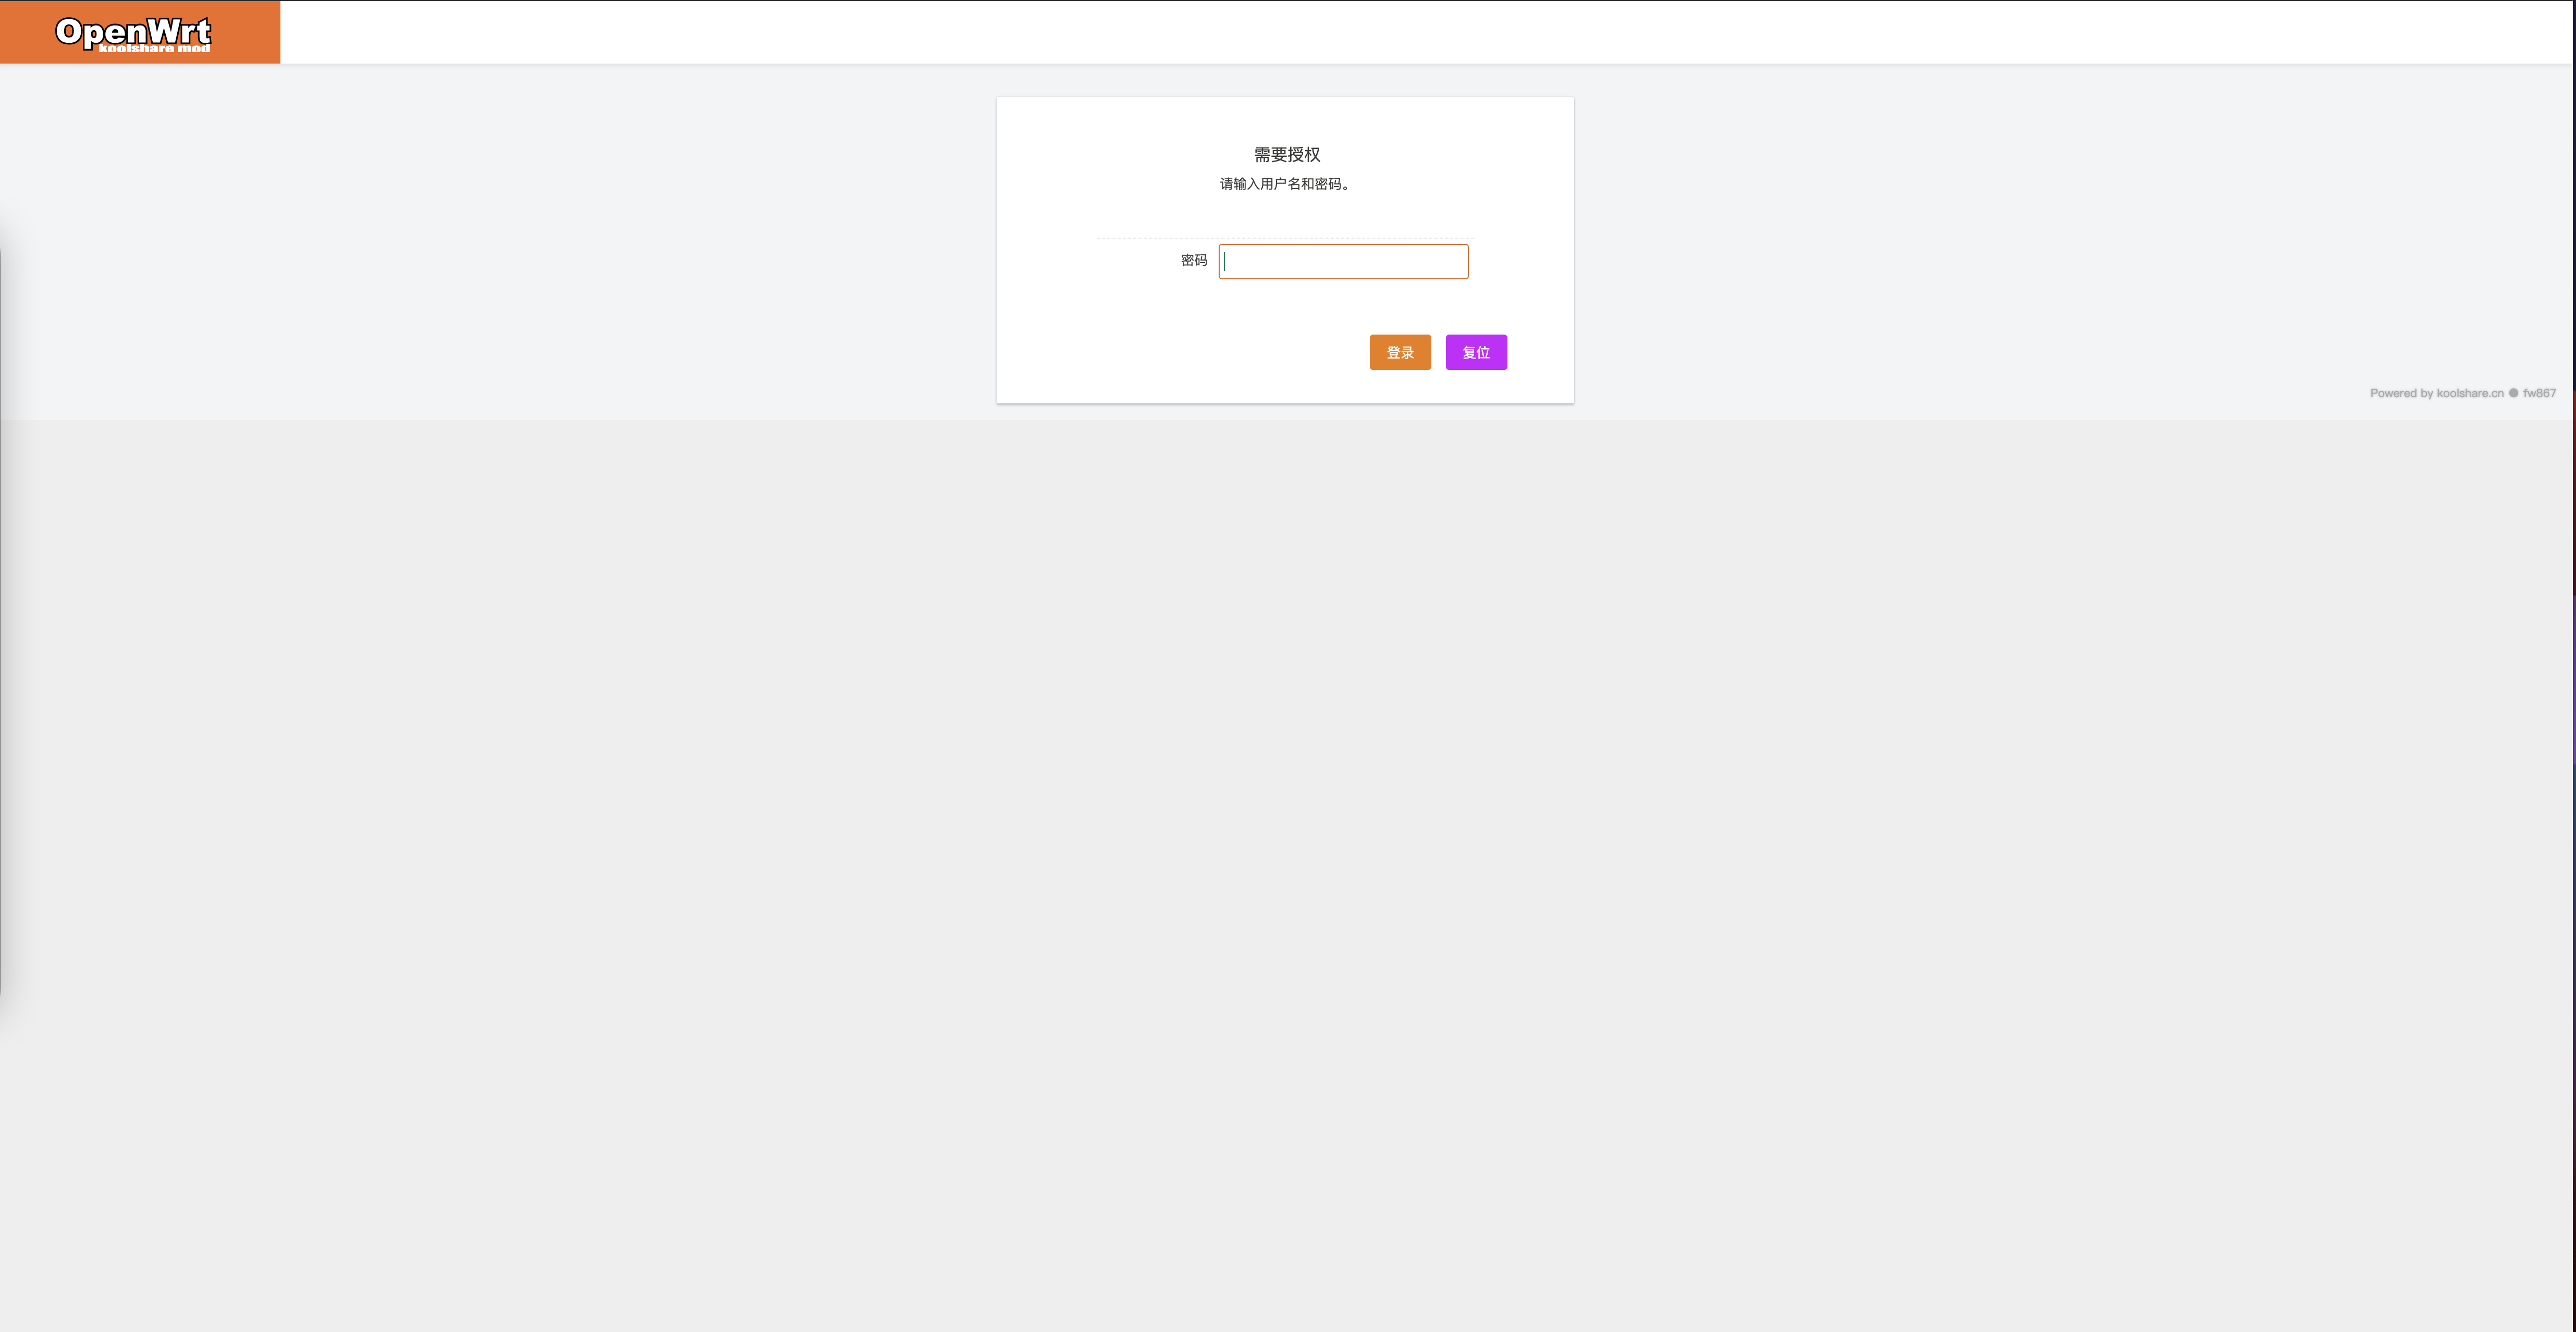 OpenWrt
koolshare mod
需要授权
请输入用户名和密码。
密码
登录 复位
Powered by koolshare.cn ● fw867